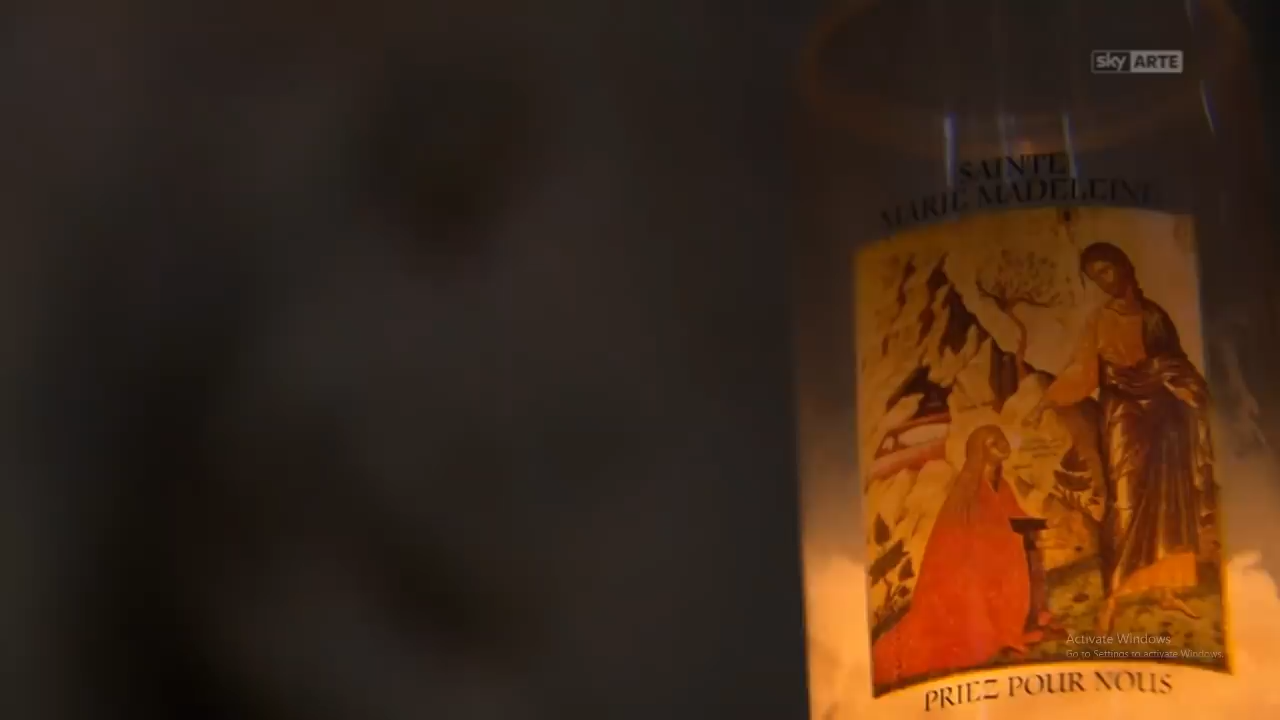 sky ARTE
SAINTE
MARIE MADELEINE
Activate Windows
Go to Settings to activate Windows.
PRIEZ POUR NOUS